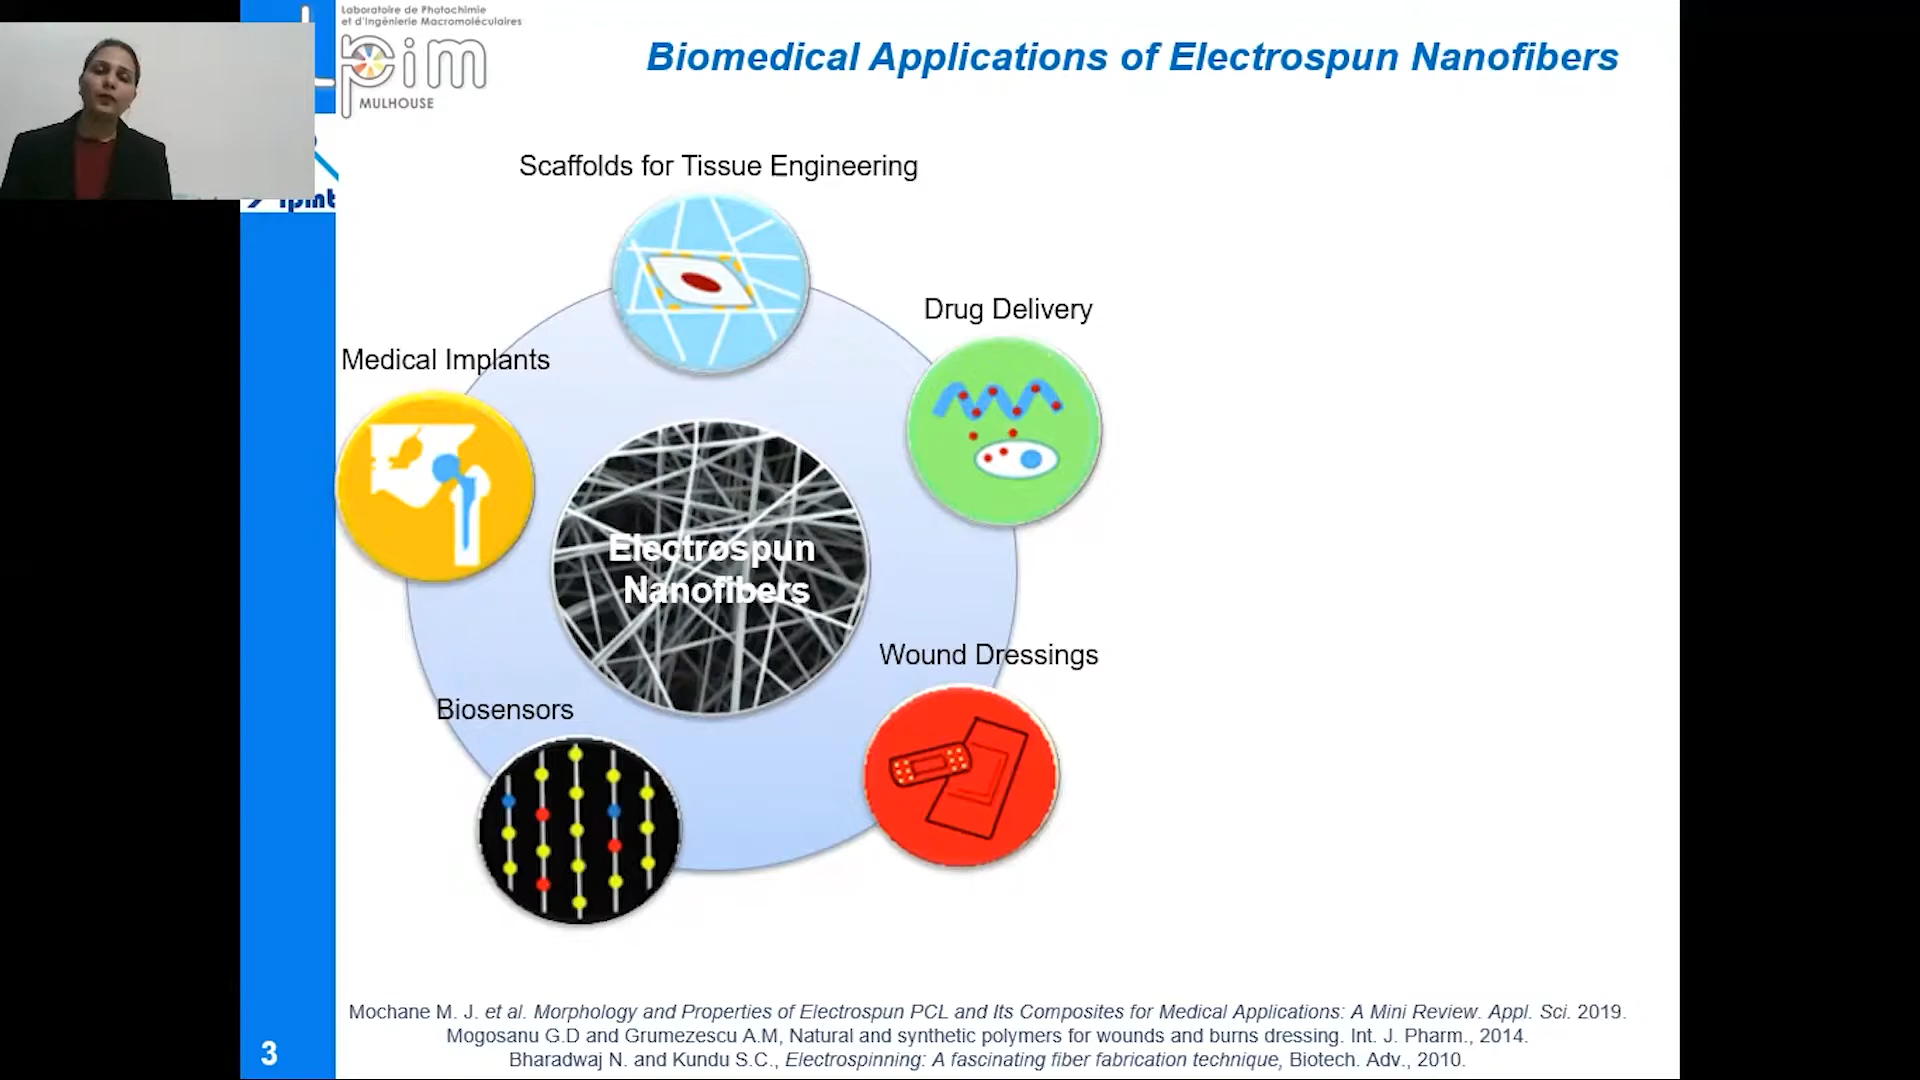 Laboratoire de Photochimie
et d'Ingénierie Macromoléculaires
pim
MULHOUSE
Biomedical Applications of Electrospun Nanofibers
Scaffolds for Tissue Engineering
Drug Delivery
Medical Implants
Electrospun
Nanofibers
Wound Dressings
Biosensors
Mochane M. J. et al. Morphology and Properties of Electrospun PCL and Its Composites for Medical Applications: A Mini Review. Appl. Sci. 2019.
Mogosanu G.D and Grumezescu A.M, Natural and synthetic polymers for wounds and burns dressing. Int. J. Pharm., 2014.
Bharadwaj N. and Kundu S.C., Electrospinning: A fascinating fiber fabrication technique, Biotech. Adv., 2010.
3